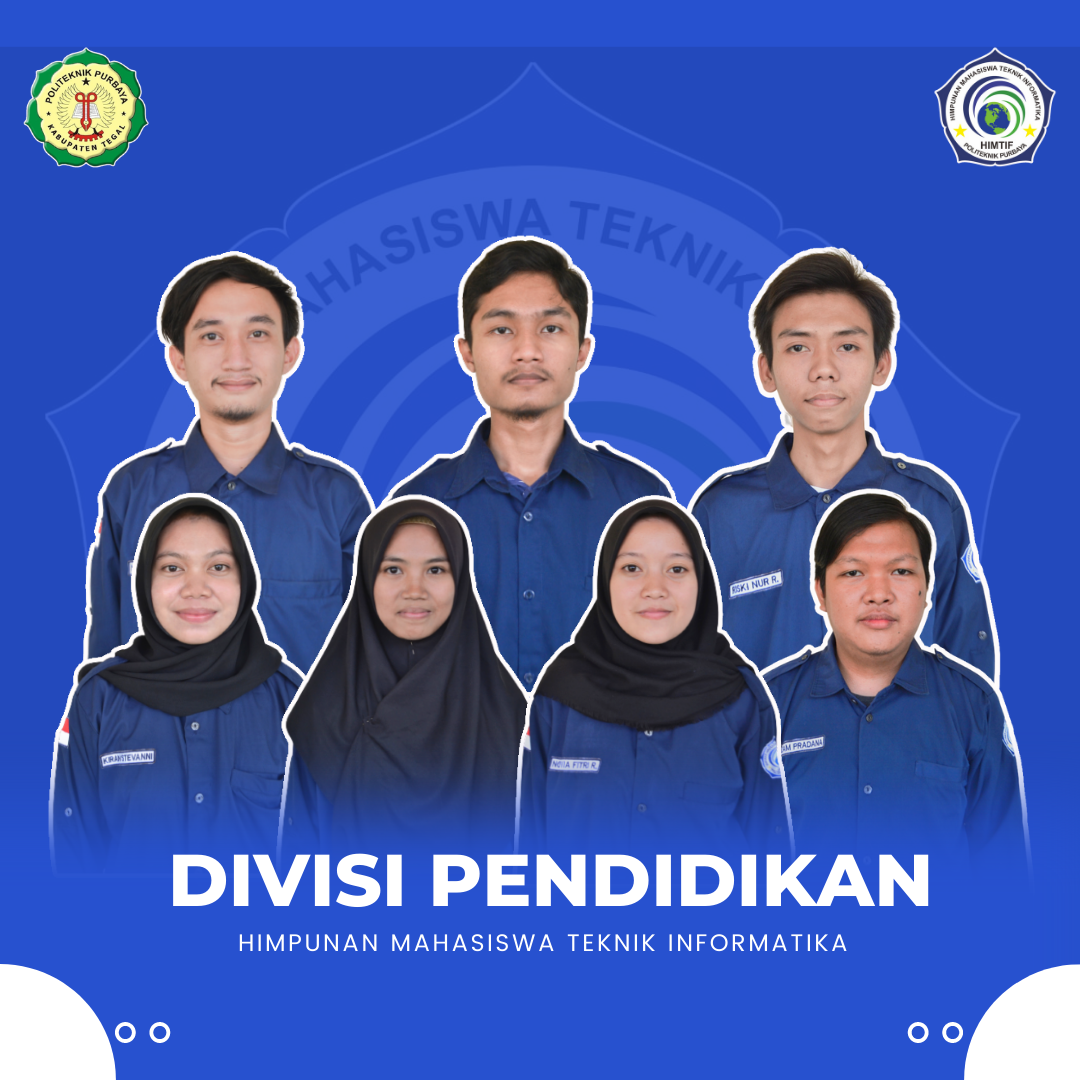 POLITEKNIK PURBAYA
KABUPATEN TEGAL
HIMPUNAN MAHASISWA TEKNIK INFORMATIKA
HIMTIF
POLITEKNIK PURBAYA
MAHASISWA TEKNIK
RISKI NUR R.
KIRANISTEVANNI
NOVIA FITRI R.
PRADANA
DIVISI PENDIDIKAN
HIMPUNAN MAHASISWA TEKNIK INFORMATIKA